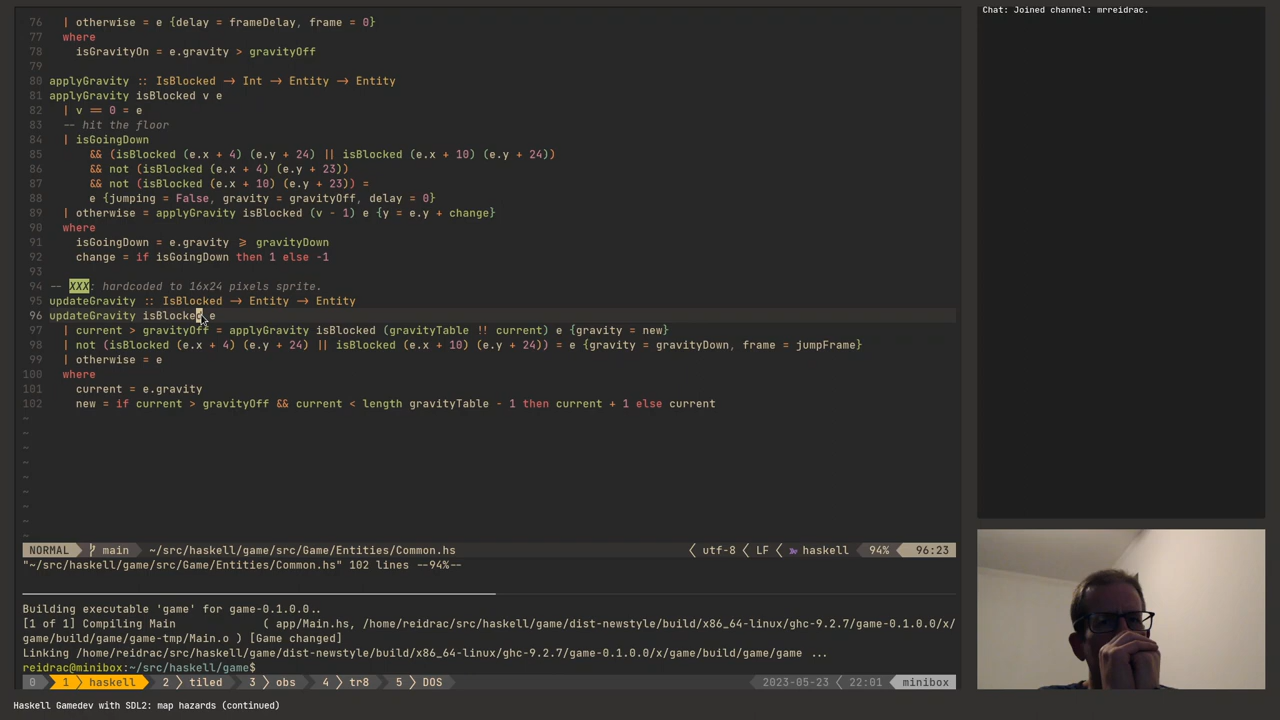 76   | otherwise = e {delay = frameDelay, frame = 0}
77   where
78     isGravityOn = e.gravity > gravityOff
79
80 applyGravity :: IsBlocked → Int → Entity → Entity
81 applyGravity isBlocked v e
82   | v == 0 = e
83   -- hit the floor
84   | isGoingDown
85       && (isBlocked (e.x + 4) (e.y + 24) || isBlocked (e.x + 10) (e.y + 24))
86       && not (isBlocked (e.x + 4) (e.y + 23))
87       && not (isBlocked (e.x + 10) (e.y + 23)) =
88       e {jumping = False, gravity = gravityOff, delay = 0}
89   | otherwise = applyGravity isBlocked (v - 1) e {y = e.y + change}
90   where
91     isGoingDown = e.gravity ⩾ gravityDown
92     change = if isGoingDown then 1 else -1
93
94 -- XXX: hardcoded to 16x24 pixels sprite.
95 updateGravity :: IsBlocked → Entity → Entity
96 updateGravity isBlocked e
97   | current > gravityOff = applyGravity isBlocked (gravityTable !! current) e {gravity = new}
98   | not (isBlocked (e.x + 4) (e.y + 24) || isBlocked (e.x + 10) (e.y + 24)) = e {gravity = gravityDown, frame = jumpFrame}
99   | otherwise = e
100   where
101     current = e.gravity
102     new = if current > gravityOff && current < length gravityTable - 1 then current + 1 else current
~
~
~
~
~
~
~
~
~
NORMAL main ~/src/haskell/game/src/Game/Entities/Common.hs utf-8 LF haskell 94% 96:23
"~/src/haskell/game/src/Game/Entities/Common.hs" 102 lines --94%--
Building executable 'game' for game-0.1.0.0..
[1 of 1] Compiling Main             ( app/Main.hs, /home/reidrac/src/haskell/game/dist-newstyle/build/x86_64-linux/ghc-9.2.7/game-0.1.0.0/x/
game/build/game/game-tmp/Main.o ) [Game changed]
Linking /home/reidrac/src/haskell/game/dist-newstyle/build/x86_64-linux/ghc-9.2.7/game-0.1.0.0/x/game/build/game/game ...
reidrac@minibox:~/src/haskell/game$
0 1 haskell 2 tiled 3 obs 4 tr8 5 DOS 2023-05-23 22:01 minibox
Haskell Gamedev with SDL2: map hazards (continued)
Chat: Joined channel: mrreidrac.